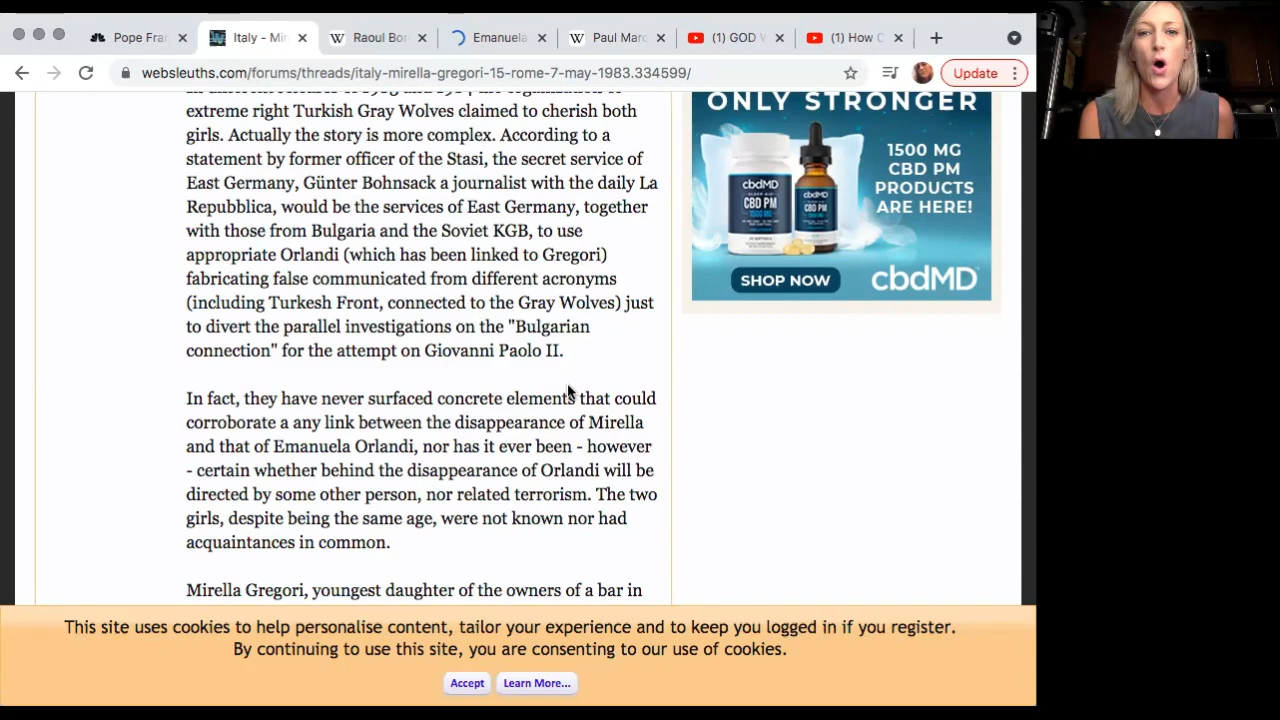 Pope Fra
Italy - Mi
Raoul Bo
Emanuela
Paul Marc
(1) GOD
(1) How C
websleuths.com/forums/threads/italy-mirella-gregori-15-rome-7-may-1983.334599/
Update
extreme right Turkish Gray Wolves claimed to cherish both
girls. Actually the story is more complex. According to a
statement by former officer of the Stasi, the secret service of
East Germany, Günter Bohnsack a journalist with the daily La
Repubblica, would be the services of East Germany, together
with those from Bulgaria and the Soviet KGB, to use
appropriate Orlandi (which has been linked to Gregori)
fabricating false communicated from different acronyms
(including Turkesh Front, connected to the Gray Wolves) just
to divert the parallel investigations on the "Bulgarian
connection" for the attempt on Giovanni Paolo II.
In fact, they have never surfaced concrete elements that could
corroborate a any link between the disappearance of Mirella
and that of Emanuela Orlandi, nor has it ever been - however
- certain whether behind the disappearance of Orlandi will be
directed by some other person, nor related terrorism. The two
girls, despite being the same age, were not known nor had
acquaintances in common.
Mirella Gregori, youngest daughter of the owners of a bar in
ONLY STRONGER
1500 MG
CBD PM
PRODUCTS
ARE HERE!
cbdMD
CBD PM
cbdMD
CBD PM
SHOP NOW
cbdMD
This site uses cookies to help personalise content, tailor your experience and to keep you logged in if you register.
By continuing to use this site, you are consenting to our use of cookies.
Accept
Learn More...